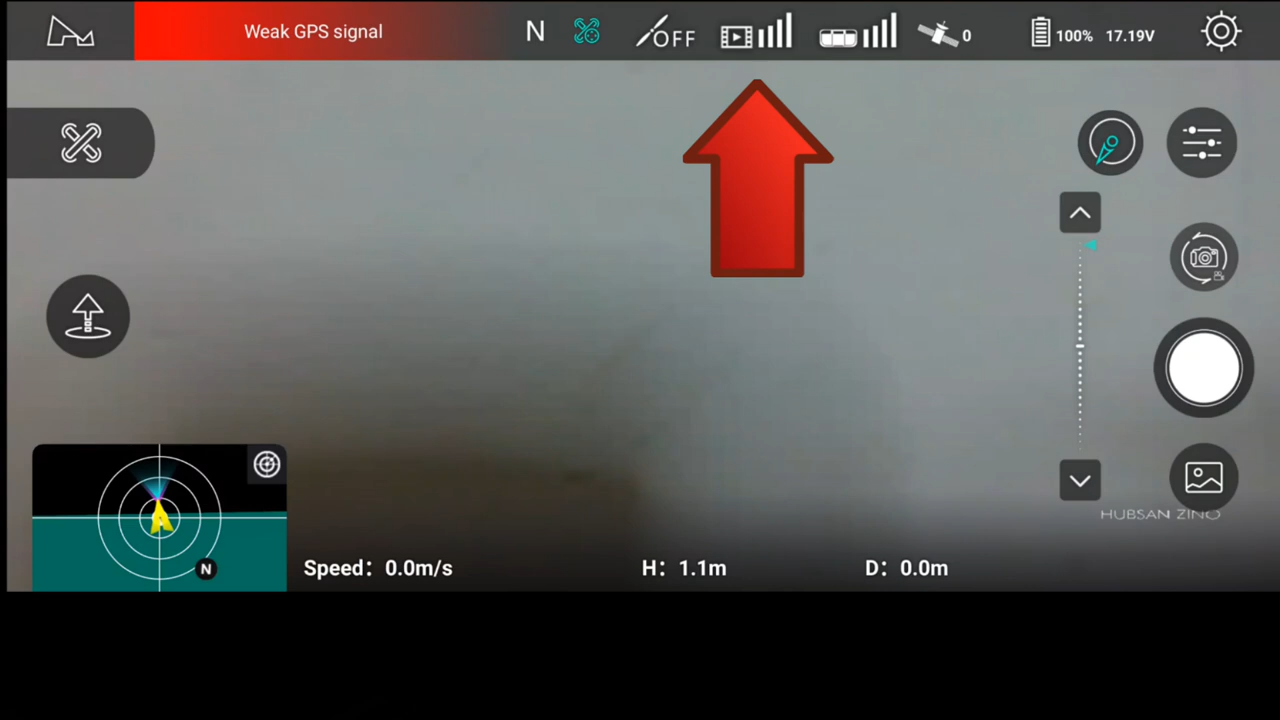 Weak GPS signal
N
OFF
0
100% 17.19V
HUBSAN ZINO
N
Speed: 0.0m/s
H: 1.1m
D: 0.0m